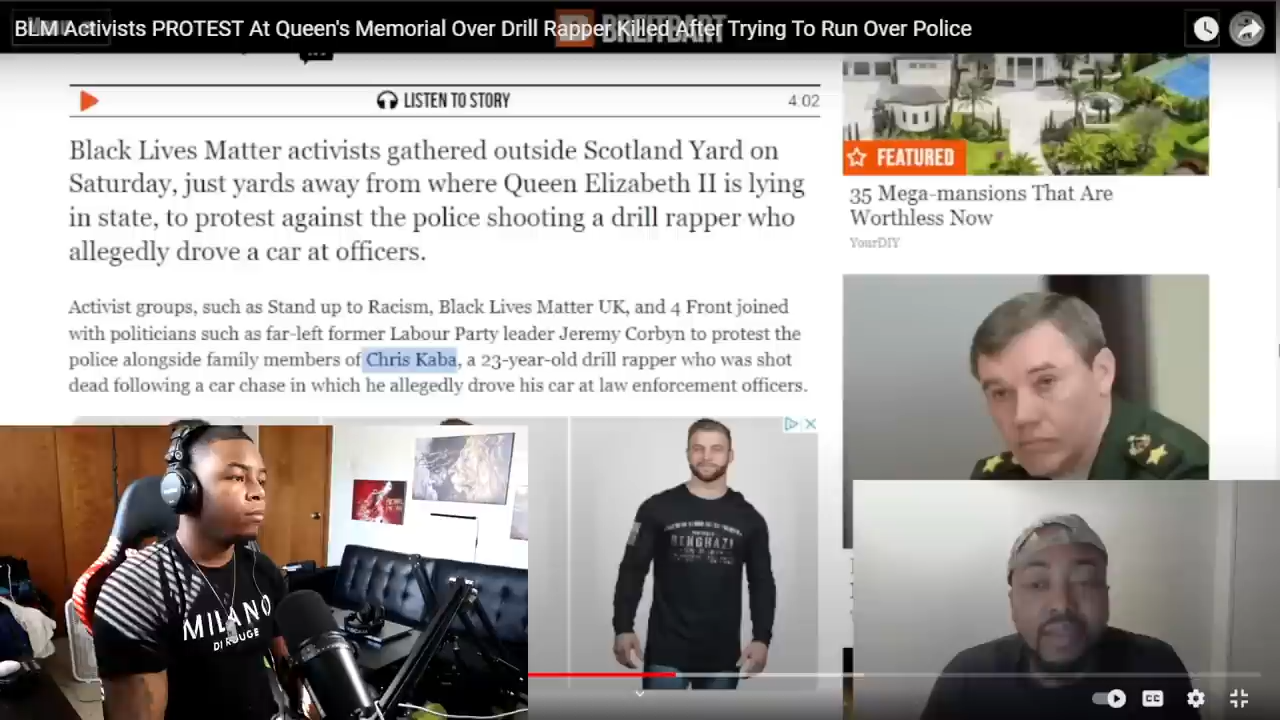 BLM Activists PROTEST At Queen's Memorial Over Drill Rapper Killed After Trying To Run Over Police
BREITBART
LISTEN TO STORY
4:02
Black Lives Matter activists gathered outside Scotland Yard on
Saturday, just yards away from where Queen Elizabeth II is lying
in state, to protest against the police shooting a drill rapper who
allegedly drove a car at officers.
Activist groups, such as Stand up to Racism, Black Lives Matter UK, and 4 Front joined
with politicians such as far-left former Labour Party leader Jeremy Corbyn to protest the
police alongside family members of Chris Kaba, a 23-year-old drill rapper who was shot
dead following a car chase in which he allegedly drove his car at law enforcement officers.
FEATURED
35 Mega-mansions That Are
Worthless Now
YourDIY
BENGHAZI
MILANO
DI ROUGE
CC